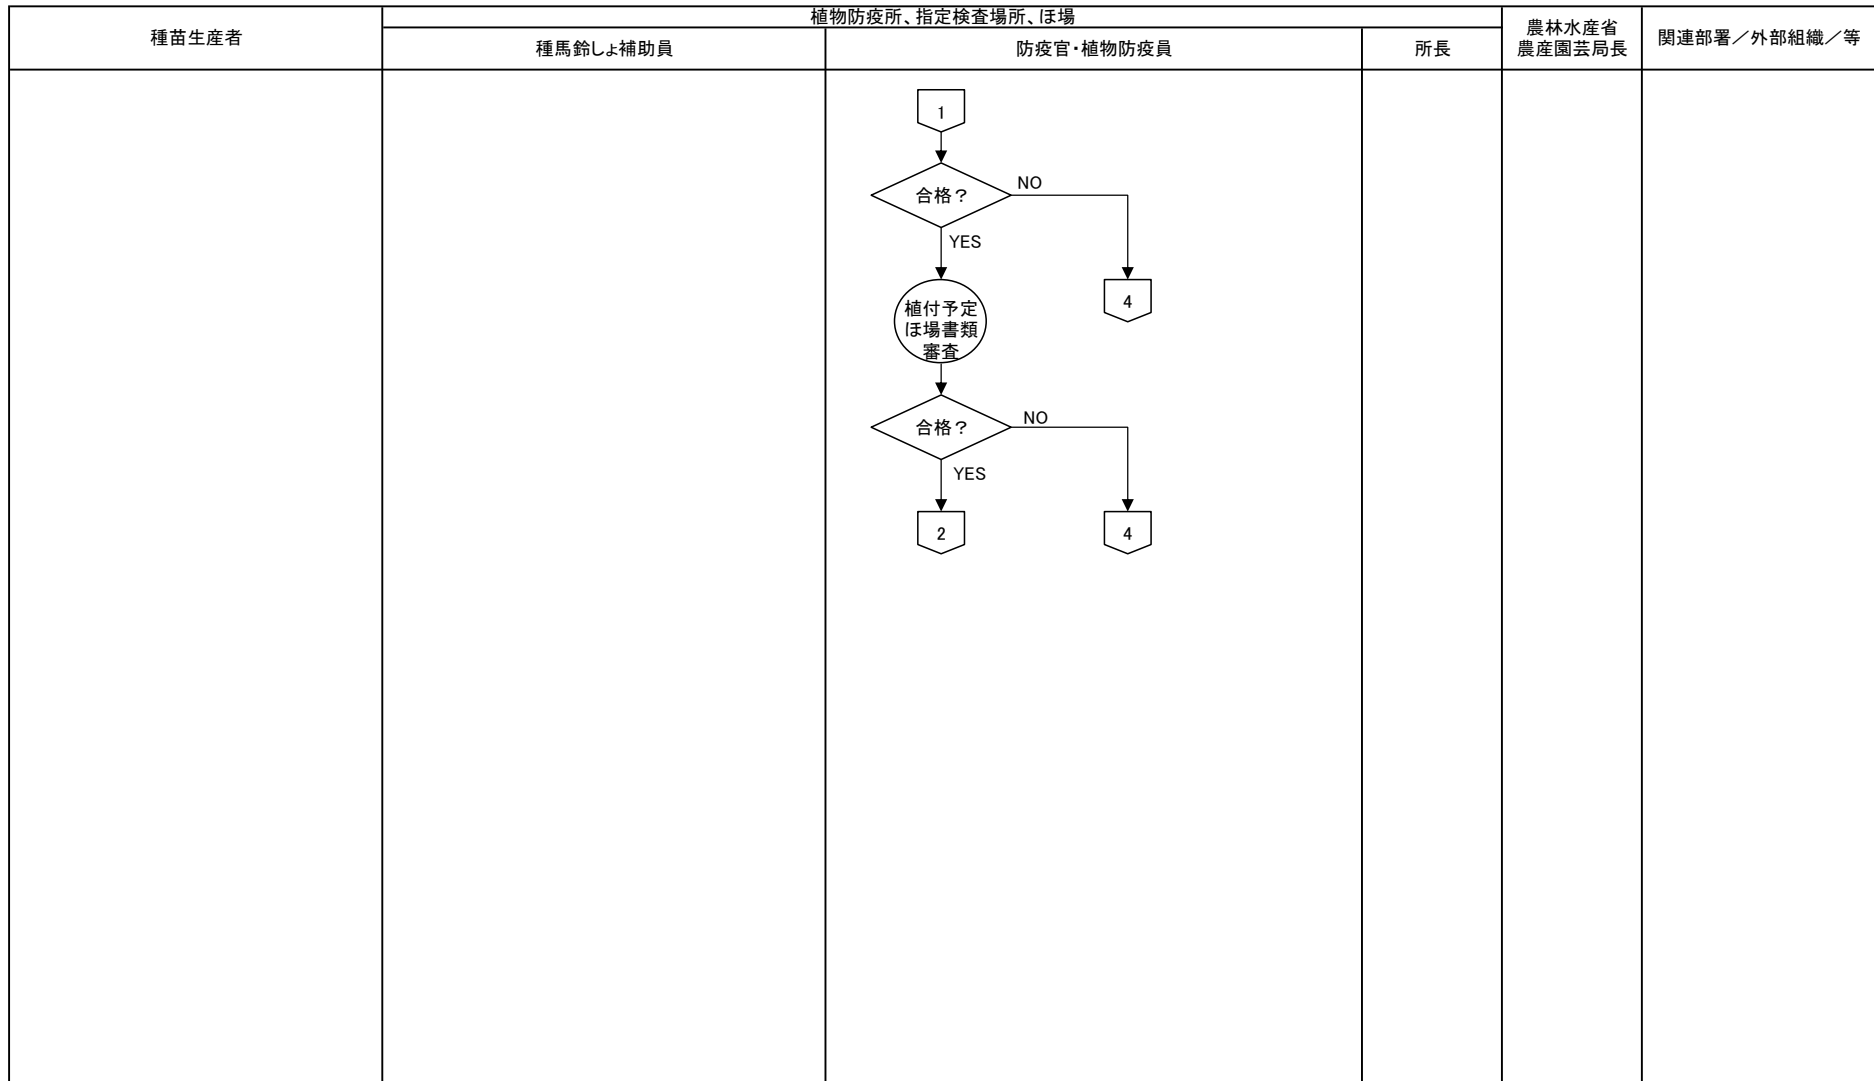 種苗生産者
植物防疫所、指定検査場所、ほ場
種馬鈴しょ補助員
防疫官・植物防疫員
所長
農林水産省
農産園芸局長
関連部署／外部組織／等
1
合格？
NO
YES
植付予定
ほ場書類
審査
4
合格？
NO
YES
2
4